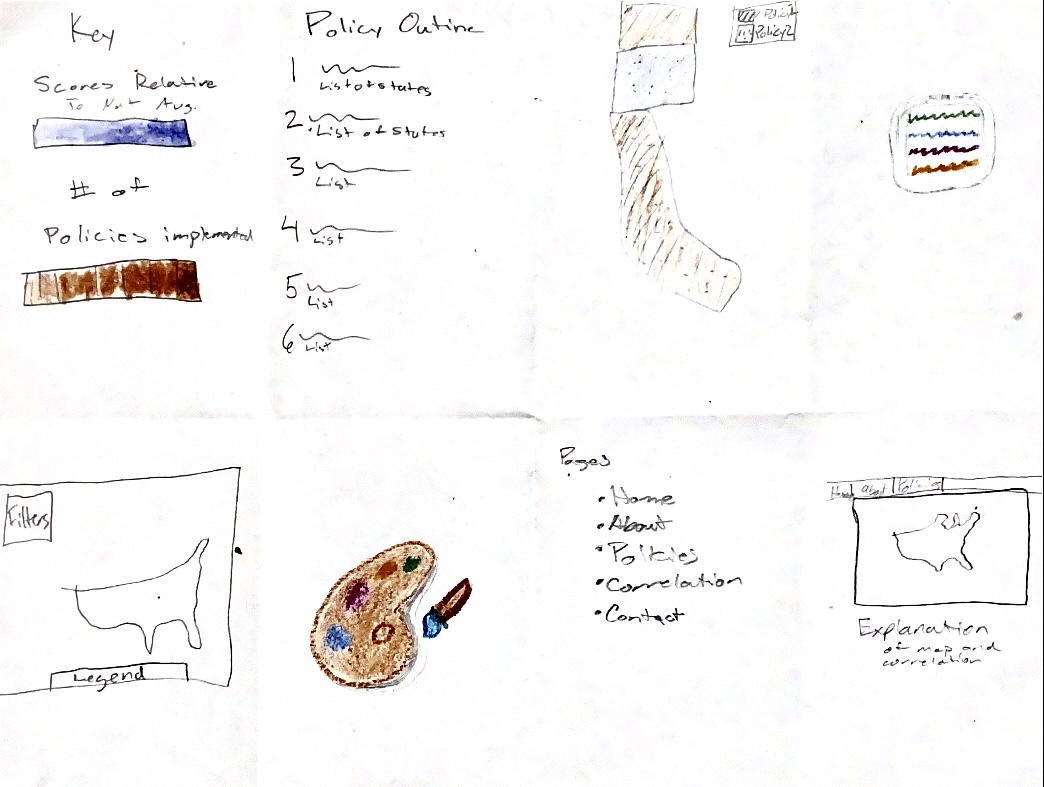 Key
Scores Relative
To Nat Avg.
# of
Policies implemented
Policy Outine
1
List of states
2
List of States
3
List
4
List
5
List
6
List
Policy1
Policy2
Filters
Legend
Pages
Home
About
Policies
Correlation
Contact
Home About Policies
Explanation
of map and
correlation